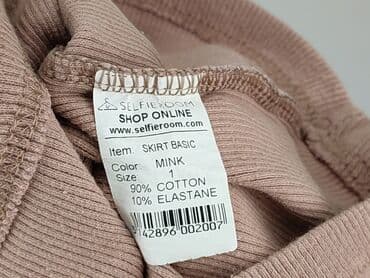 SELFIEROOM
SHOP ONLINE
www.selfieroom.com
Item: SKIRT BASIC
Color: MINK
Size: 1
90% COTTON
10% ELASTANE
42896 002007